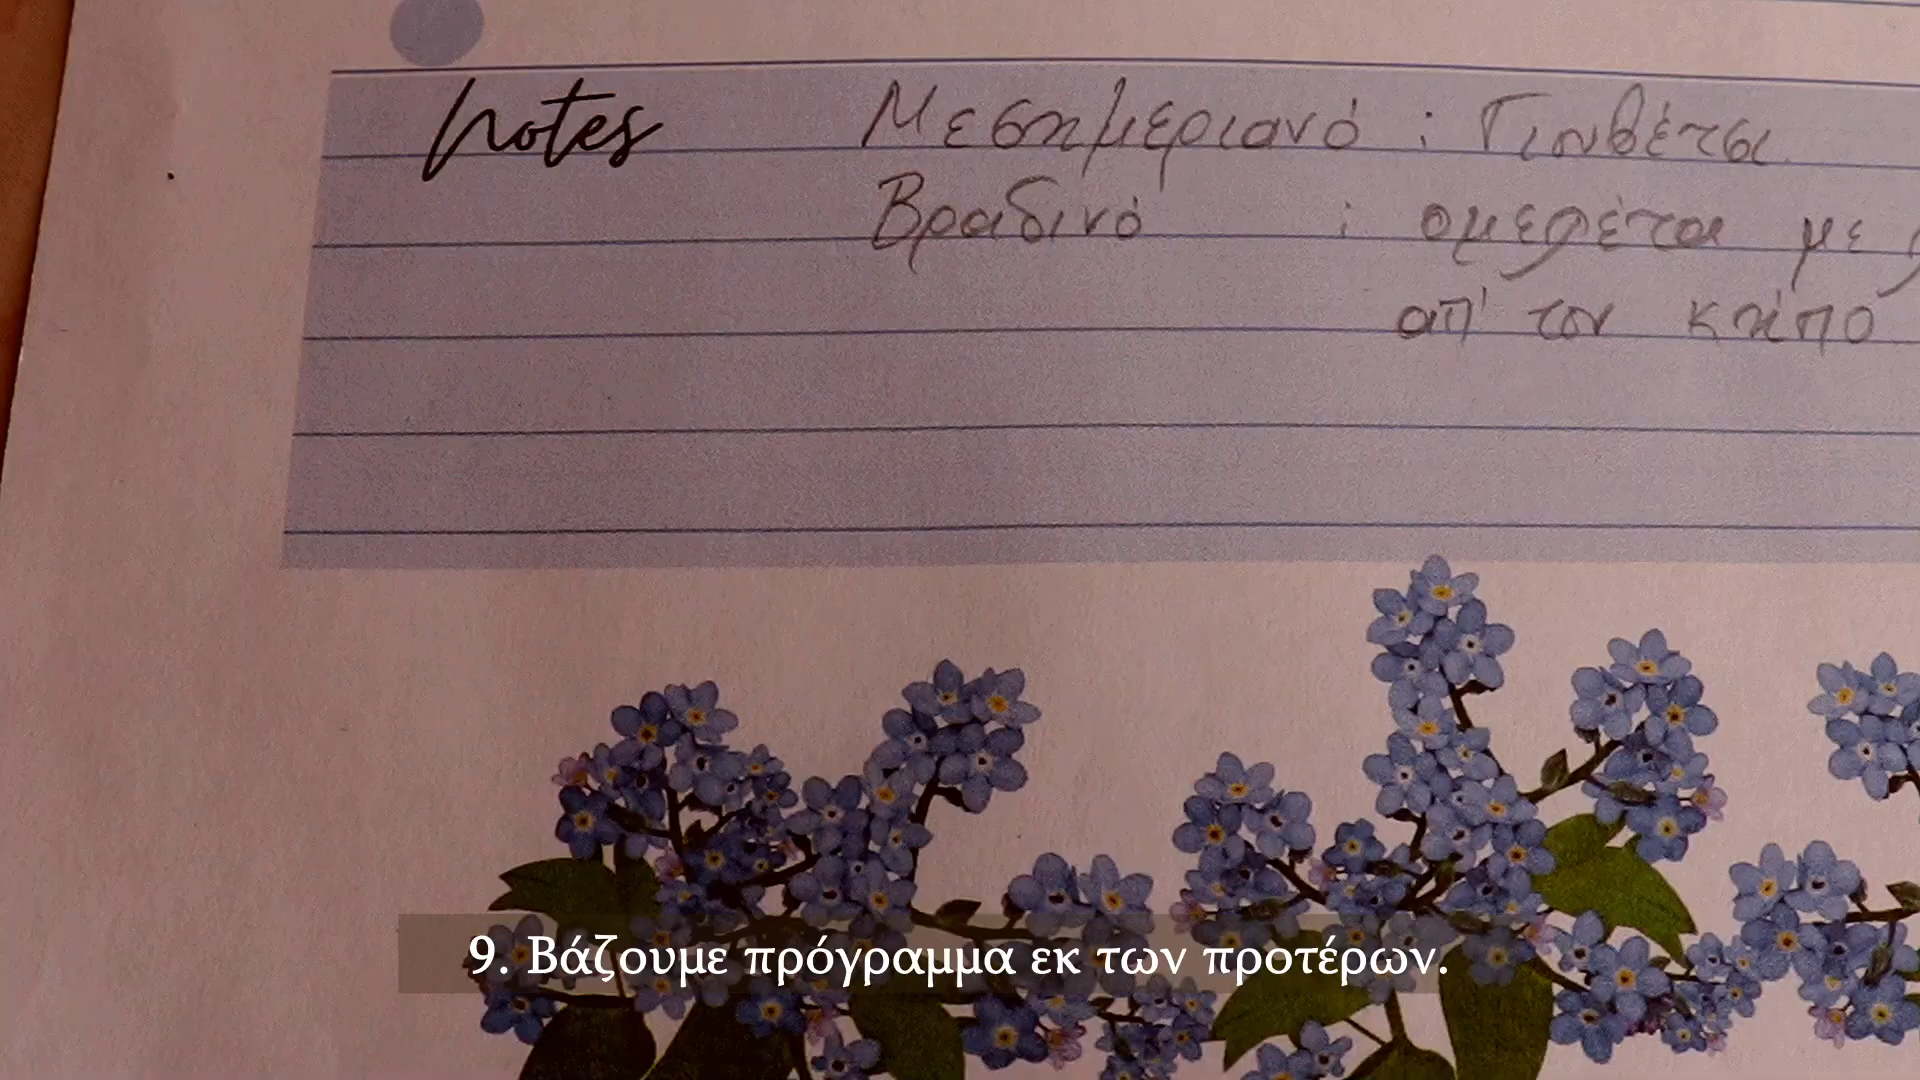 notes Μεσημεριανό : Γιουβέτσι
Βραδινό : ομελέτα με
απ' τον κήπο
9. Βάζουμε πρόγραμμα εκ των προτέρων.